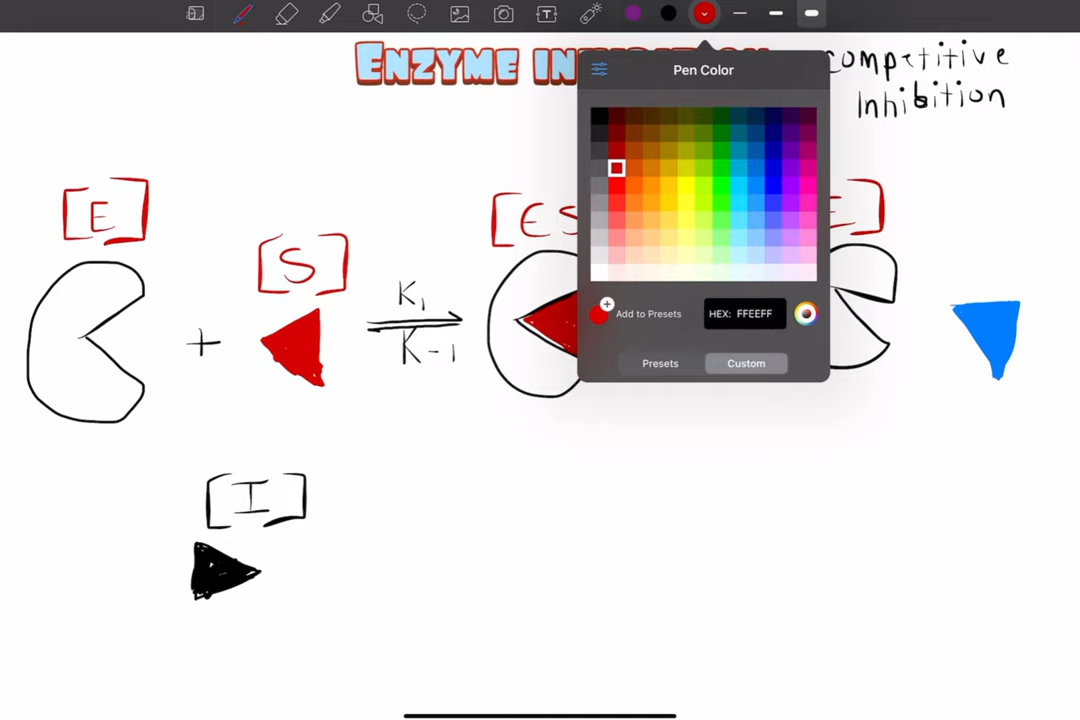 ENZYME IN
competitive
Inhibition
Pen Color
[E]
[S]
[ES
E]
K1
K-1
+
Add to Presets
HEX: FFEEFF
Presets
Custom
[I]